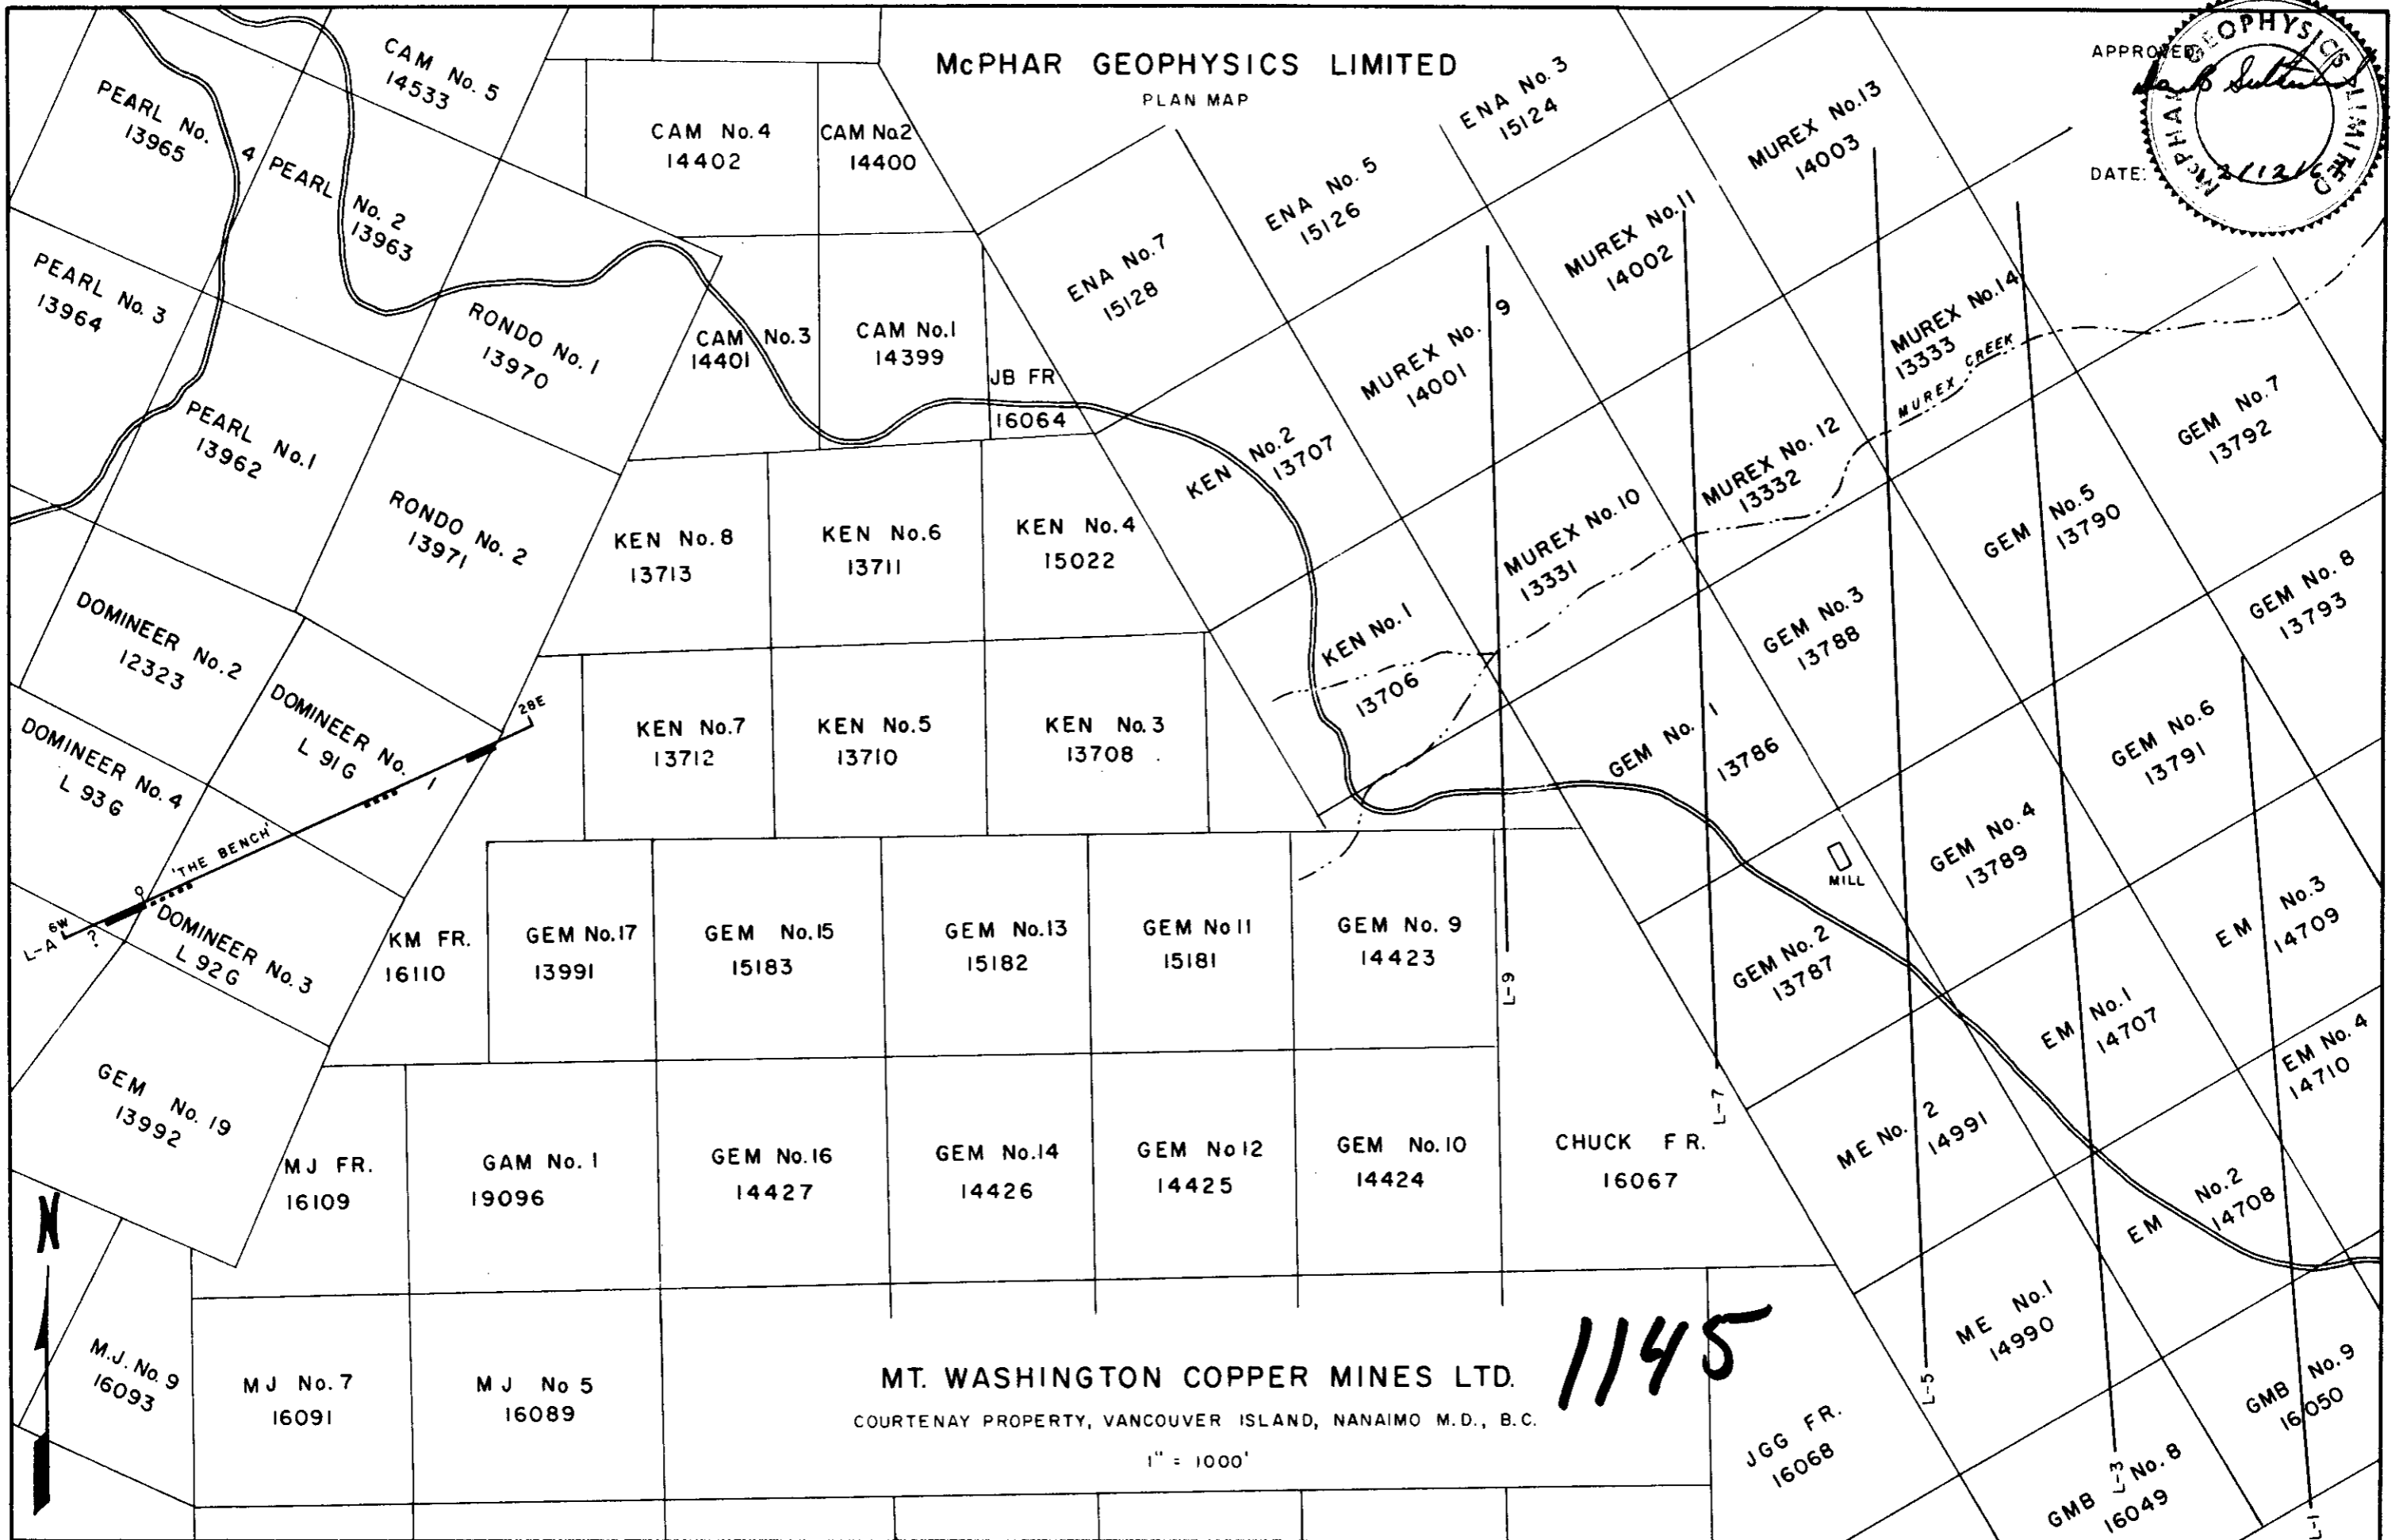 McPHAR GEOPHYSICS LIMITED
PLAN MAP
APPROVED
DATE:
McPHAR GEOPHYSICS LIMITED
CAM No. 5
14533
PEARL No. 4
13965
PEARL No. 2
13963
CAM No. 4
14402
CAM No.2
14400
ENA No. 3
15124
MUREX No.13
14003
ENA No. 5
15126
MUREX No.11
14002
ENA No.7
15128
PEARL No. 3
13964
RONDO No. 1
13970
CAM No.3
14401
CAM No.1
14399
JB FR
16064
MUREX No. 9
14001
MUREX No.14
13333
MUREX CREEK
PEARL No.1
13962
RONDO No. 2
13971
KEN No.2
13707
MUREX No. 12
13332
GEM No. 7
13792
KEN No. 8
13713
KEN No.6
13711
KEN No. 4
15022
MUREX No.10
13331
GEM No.5
13790
DOMINEER No.2
12323
KEN No. 1
13706
GEM No.3
13788
GEM No. 8
13793
DOMINEER No. 1
L 91G
28E
DOMINEER No. 4
L 93G
KEN No.7
13712
KEN No.5
13710
KEN No.3
13708
GEM No. 1
13786
GEM No.6
13791
'THE BENCH'
O
6W
L-A
?
MILL
GEM No. 4
13789
DOMINEER No. 3
L 92G
KM FR.
16110
GEM No.17
13991
GEM No.15
15183
GEM No.13
15182
GEM No 11
15181
GEM No. 9
14423
L-9
GEM No. 2
13787
EM No.3
14709
GEM No. 19
13992
EM No.1
14707
EM No. 4
14710
L-7
MJ FR.
16109
GAM No. 1
19096
GEM No.16
14427
GEM No.14
14426
GEM No 12
14425
GEM No.10
14424
CHUCK FR.
16067
ME No. 2
14991
EM No.2
14708
N
M.J. No. 9
16093
MJ No. 7
16091
MJ No 5
16089
MT. WASHINGTON COPPER MINES LTD.
COURTENAY PROPERTY, VANCOUVER ISLAND, NANAIMO M.D., B.C.
1" = 1000'
1145
ME No.1
14990
L-5
JGG FR.
16068
GMB No. 9
16050
GMB No. 8
16049
L-3
L-1